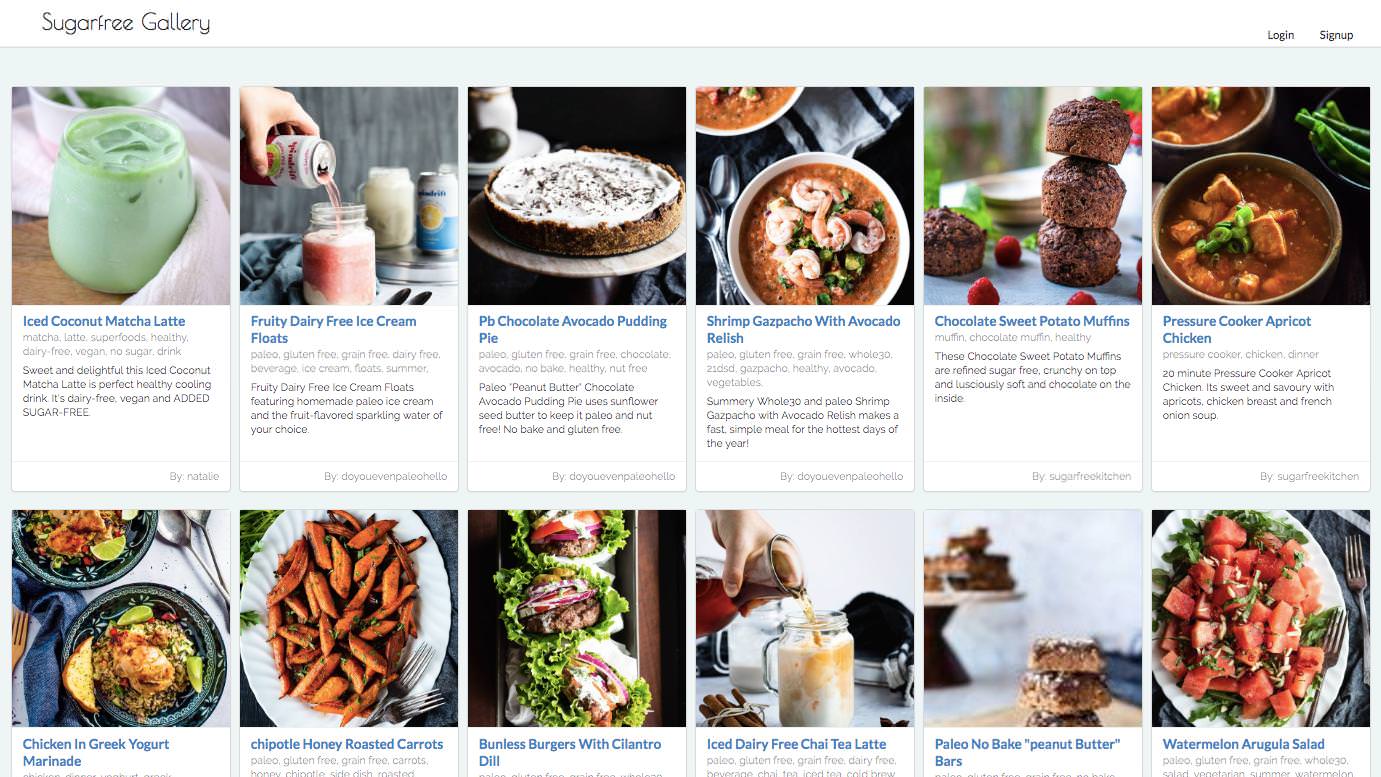 Sugarfree Gallery
Login
Signup
Iced Coconut Matcha Latte
matcha, latte, superfoods, healthy,
dairy-free, vegan, no sugar, drink
Sweet and delightful this Iced Coconut
Matcha Latte is perfect healthy cooling
drink. It's dairy-free, vegan and ADDED
SUGAR-FREE.
By: natalie
Fruity Dairy Free Ice Cream
Floats
paleo, gluten free, grain free, dairy free,
beverage, ice cream, floats, summer,
Fruity Dairy Free Ice Cream Floats
featuring homemade paleo ice cream
and the fruit-flavored sparkling water of
your choice.
By: doyouevenpaleohello
Pb Chocolate Avocado Pudding
Pie
paleo, gluten free, grain free, chocolate,
avocado, no bake, healthy, nut free
Paleo "Peanut Butter" Chocolate
Avocado Pudding Pie uses sunflower
seed butter to keep it paleo and nut
free! No bake and gluten free.
By: doyouevenpaleohello
Shrimp Gazpacho With Avocado
Relish
paleo, gluten free, grain free, whole30,
21dsd, gazpacho, healthy, avocado,
vegetables,
Summery Whole30 and paleo Shrimp
Gazpacho with Avocado Relish makes a
fast, simple meal for the hottest days of
the year!
By: doyouevenpaleohello
Chocolate Sweet Potato Muffins
muffin, chocolate muffin, healthy
These Chocolate Sweet Potato Muffins
are refined sugar free, crunchy on top
and lusciously soft and chocolate on the
inside.
By: sugarfreekitchen
Pressure Cooker Apricot
Chicken
pressure cooker, chicken, dinner
20 minute Pressure Cooker Apricot
Chicken. Its sweet and savoury with
apricots, chicken breast and french
onion soup.
By: sugarfreekitchen
Chicken In Greek Yogurt
Marinade
chicken, dinner, yoghurt, greek
chipotle Honey Roasted Carrots
paleo, gluten free, grain free, carrots,
honey, chipotle, side dish, roasted
Bunless Burgers With Cilantro
Dill
paleo, gluten free, grain free, whole30
Iced Dairy Free Chai Tea Latte
paleo, gluten free, grain free, dairy free,
beverage, chai, tea, iced tea, cold brew
Paleo No Bake "peanut Butter"
Bars
paleo, gluten free, grain free, no bake
Watermelon Arugula Salad
paleo, gluten free, grain free, whole30,
salad, vegetarian, summer, watermelon